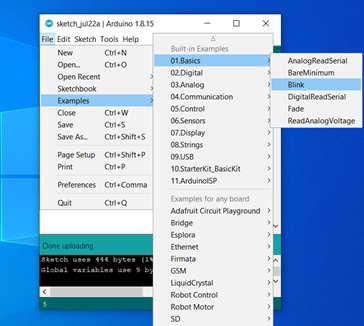 sketch_jul22a | Arduino 1.8.15
File Edit Sketch Tools Help
New Ctrl+N
Open... Ctrl+O
Open Recent
Sketchbook
Examples
Close Ctrl+W
Save Ctrl+S
Save As... Ctrl+Shift+S
Page Setup Ctrl+Shift+P
Print Ctrl+P
Preferences Ctrl+Comma
Quit Ctrl+Q
Built-in Examples
01.Basics
02.Digital
03.Analog
04.Communication
05.Control
06.Sensors
07.Display
08.Strings
09.USB
10.StarterKit_BasicKit
11.ArduinoISP
Examples for any board
Adafruit Circuit Playground
Bridge
Esplora
Ethernet
Firmata
GSM
LiquidCrystal
Robot Control
Robot Motor
SD
AnalogReadSerial
BareMinimum
Blink
DigitalReadSerial
Fade
ReadAnalogVoltage
Done uploading.
Sketch uses 444 bytes (1%
Global variables use 9 by
5